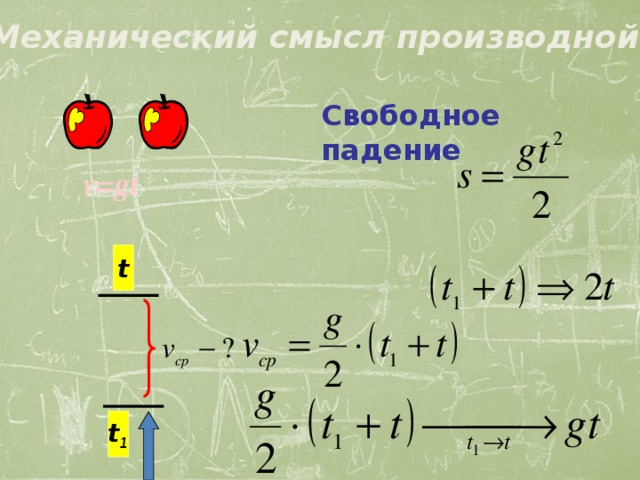 Механический смысл производной
Свободное
падение
s = gt²/2
v=gt
t
(t₁ + t) ⇒ 2t
v_ср – ?
v_ср = g/2 · (t₁ + t)
t₁
g/2 · (t₁ + t) ⟶ gt
t₁→t